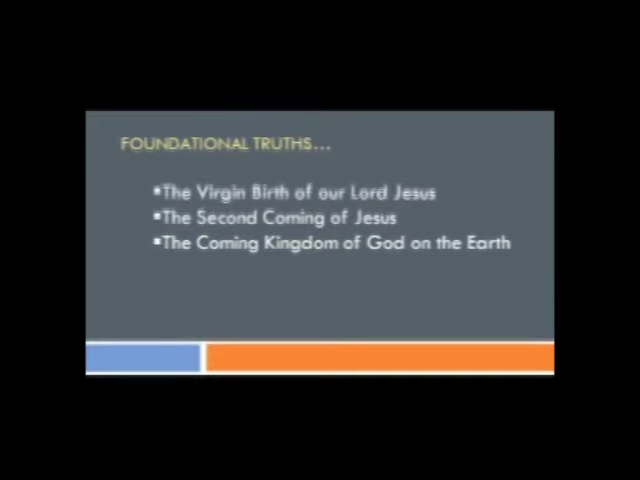 FOUNDATIONAL TRUTHS...
▪The Virgin Birth of our Lord Jesus
▪The Second Coming of Jesus
▪The Coming Kingdom of God on the Earth